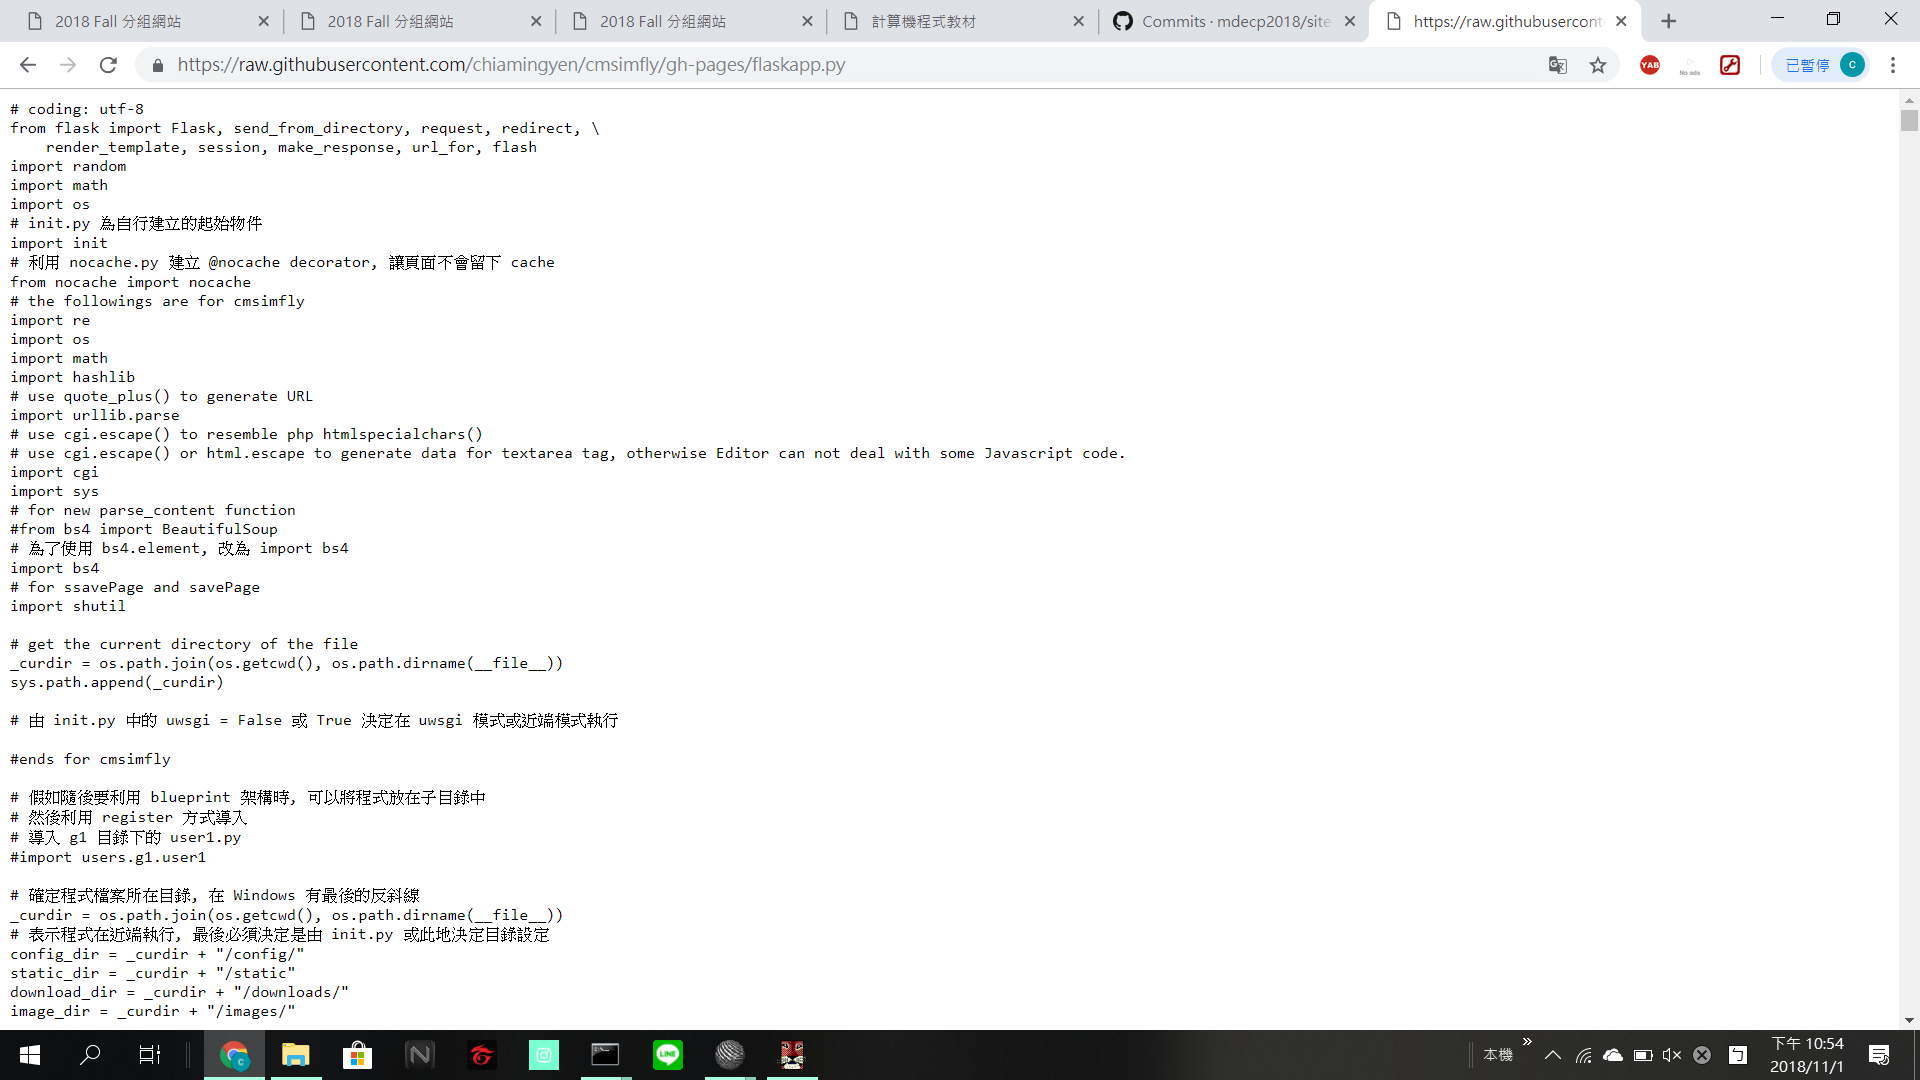 2018 Fall 分組網站
2018 Fall 分組網站
2018 Fall 分組網站
計算機程式教材
Commits · mdecp2018/site
https://raw.githubusercont
https://raw.githubusercontent.com/chiamingyen/cmsimfly/gh-pages/flaskapp.py
YAB
No ads
已暫停
C
# coding: utf-8
from flask import Flask, send_from_directory, request, redirect, \
    render_template, session, make_response, url_for, flash
import random
import math
import os
# init.py 為自行建立的起始物件
import init
# 利用 nocache.py 建立 @nocache decorator, 讓頁面不會留下 cache
from nocache import nocache
# the followings are for cmsimfly
import re
import os
import math
import hashlib
# use quote_plus() to generate URL
import urllib.parse
# use cgi.escape() to resemble php htmlspecialchars()
# use cgi.escape() or html.escape to generate data for textarea tag, otherwise Editor can not deal with some Javascript code.
import cgi
import sys
# for new parse_content function
#from bs4 import BeautifulSoup
# 為了使用 bs4.element, 改為 import bs4
import bs4
# for ssavePage and savePage
import shutil

# get the current directory of the file
_curdir = os.path.join(os.getcwd(), os.path.dirname(__file__))
sys.path.append(_curdir)

# 由 init.py 中的 uwsgi = False 或 True 決定在 uwsgi 模式或近端模式執行

#ends for cmsimfly

# 假如隨後要利用 blueprint 架構時, 可以將程式放在子目錄中
# 然後利用 register 方式導入
# 導入 g1 目錄下的 user1.py
#import users.g1.user1

# 確定程式檔案所在目錄, 在 Windows 有最後的反斜線
_curdir = os.path.join(os.getcwd(), os.path.dirname(__file__))
# 表示程式在近端執行, 最後必須決定是由 init.py 或此地決定目錄設定
config_dir = _curdir + "/config/"
static_dir = _curdir + "/static"
download_dir = _curdir + "/downloads/"
image_dir = _curdir + "/images/"
LINE
本機
下午 10:54
2018/11/1